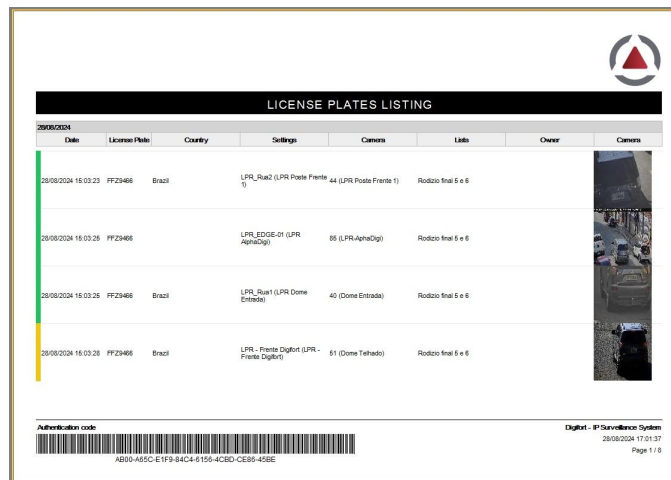 LICENSE PLATES LISTING
28/08/2024
Date License Plate Country Settings Camera Lists Owner Camera
28/08/2024 15:03:23 FFZ9466 Brazil LPR_Rua2 (LPR Poste Frente 1) 44 (LPR Poste Frente 1) Rodizio final 5 e 6
28/08/2024 15:03:25 FFZ9466 LPR_EDGE-01 (LPR AlphaDigi) 85 (LPR-AphaDigi) Rodizio final 5 e 6
28/08/2024 15:03:25 FFZ9466 Brazil LPR_Rua1 (LPR Dome Entrada) 40 (Dome Entrada) Rodizio final 5 e 6
28/08/2024 15:03:28 FFZ9466 Brazil LPR - Frente Digifort (LPR - Frente Digifort) 51 (Dome Telhado) Rodizio final 5 e 6
Authentication code
AB00-A65C-E1F9-84C4-6156-4CBD-CE86-45BE
Digifort - IP Surveillance System
28/08/2024 17:01:37
Page 1 / 8